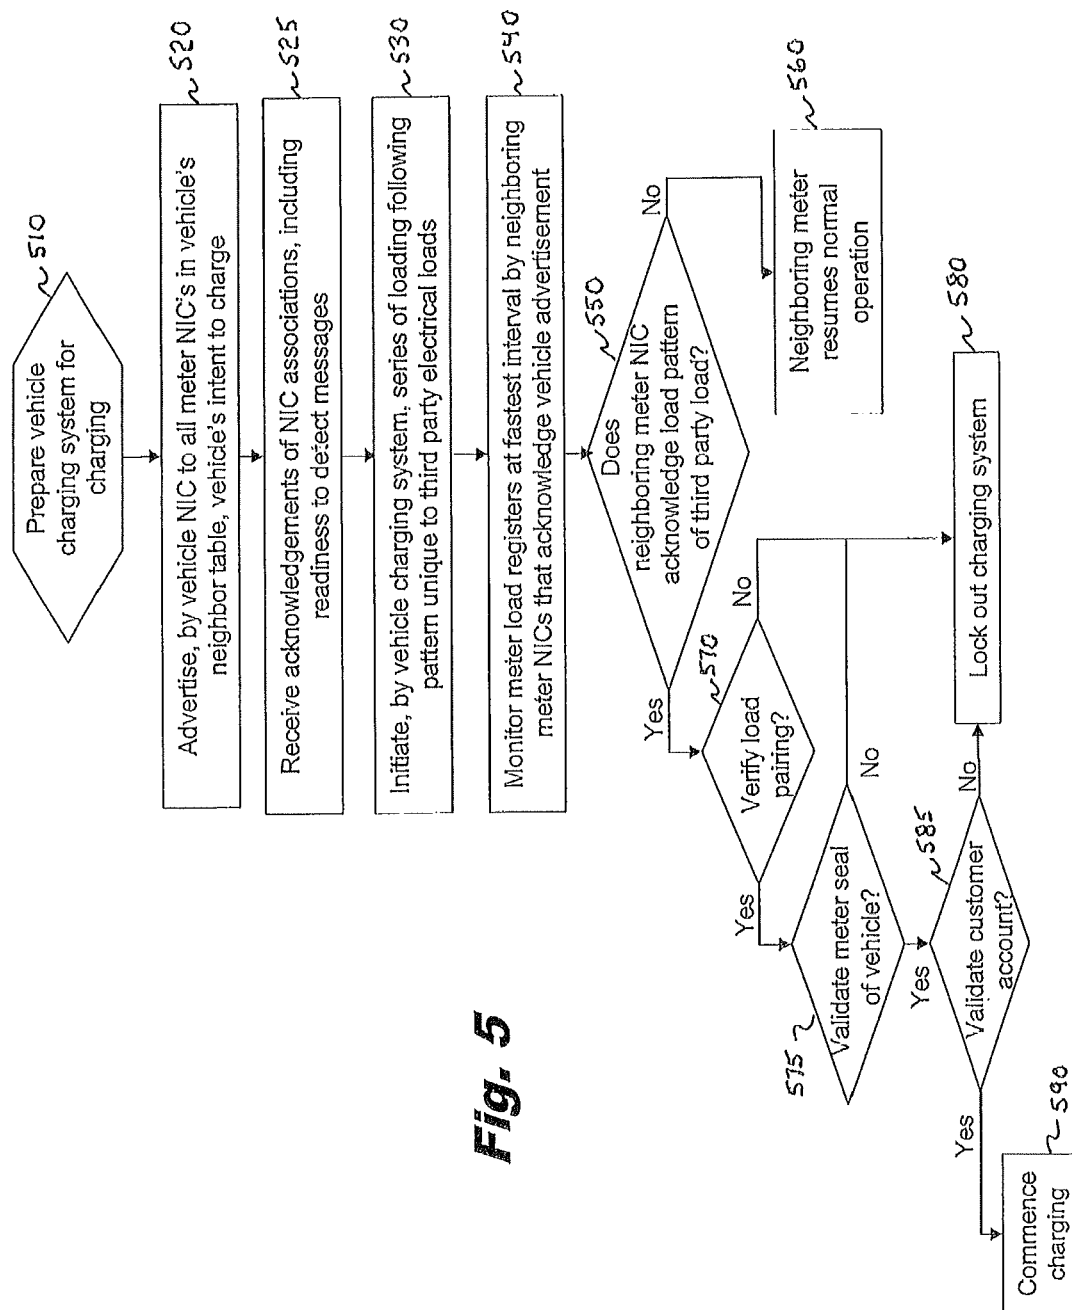 Prepare vehicle
charging system for
charging
510
Advertise, by vehicle NIC to all meter NIC's in vehicle's
neighbor table, vehicle's intent to charge
520
Receive acknowledgements of NIC associations, including
readiness to detect messages
525
Initiate, by vehicle charging system, series of loading following
pattern unique to third party electrical loads
530
Monitor meter load registers at fastest interval by neighboring
meter NICs that acknowledge vehicle advertisement
540
Does
neighboring meter NIC
acknowledge load pattern
of third party load?
550
No
Yes
Neighboring meter
resumes normal
operation
560
Verify load
pairing?
570
No
Yes
Validate meter seal
of vehicle?
575
No
Yes
Lock out charging system
580
Validate customer
account?
585
No
Yes
Commence
charging
590
Fig. 5